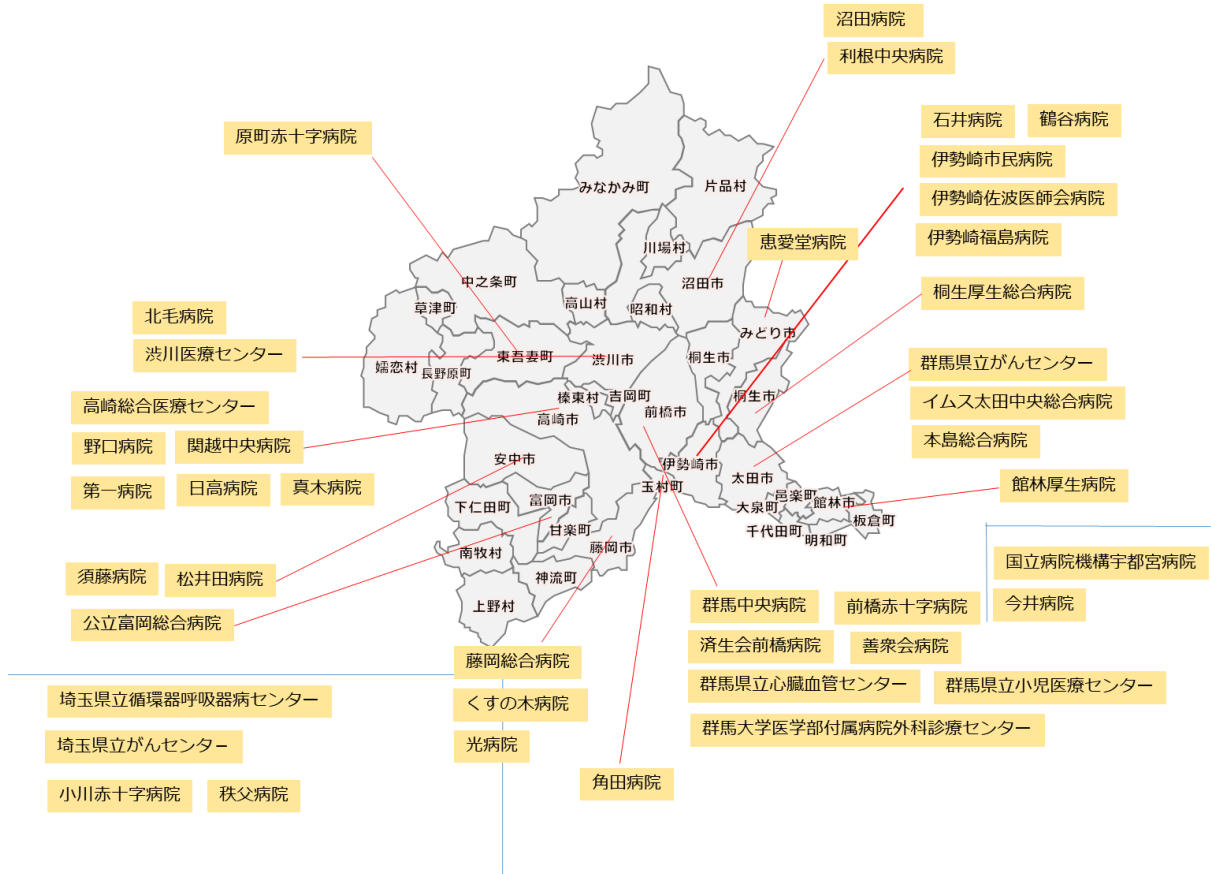 沼田病院
利根中央病院
石井病院
鶴谷病院
原町赤十字病院
伊勢崎市民病院
伊勢崎佐波医師会病院
伊勢崎福島病院
恵愛堂病院
桐生厚生総合病院
北毛病院
渋川医療センター
群馬県立がんセンター
イムス太田中央総合病院
本島総合病院
高崎総合医療センター
野口病院
関越中央病院
第一病院
日高病院
真木病院
館林厚生病院
須藤病院
松井田病院
公立富岡総合病院
国立病院機構宇都宮病院
今井病院
みなかみ町
片品村
川場村
沼田市
中之条町
高山村
昭和村
草津町
みどり市
嬬恋村
長野原町
東吾妻町
渋川市
桐生市
桐生市
榛東村
吉岡町
前橋市
高崎市
安中市
伊勢崎市
太田市
玉村町
富岡市
下仁田町
甘楽町
大泉町
邑楽町
館林市
板倉町
千代田町
明和町
南牧村
藤岡市
神流町
上野村
群馬中央病院
前橋赤十字病院
済生会前橋病院
善衆会病院
群馬県立心臓血管センター
群馬県立小児医療センター
群馬大学医学部付属病院外科診療センター
藤岡総合病院
くすの木病院
光病院
角田病院
埼玉県立循環器呼吸器病センター
埼玉県立がんセンター
小川赤十字病院
秩父病院